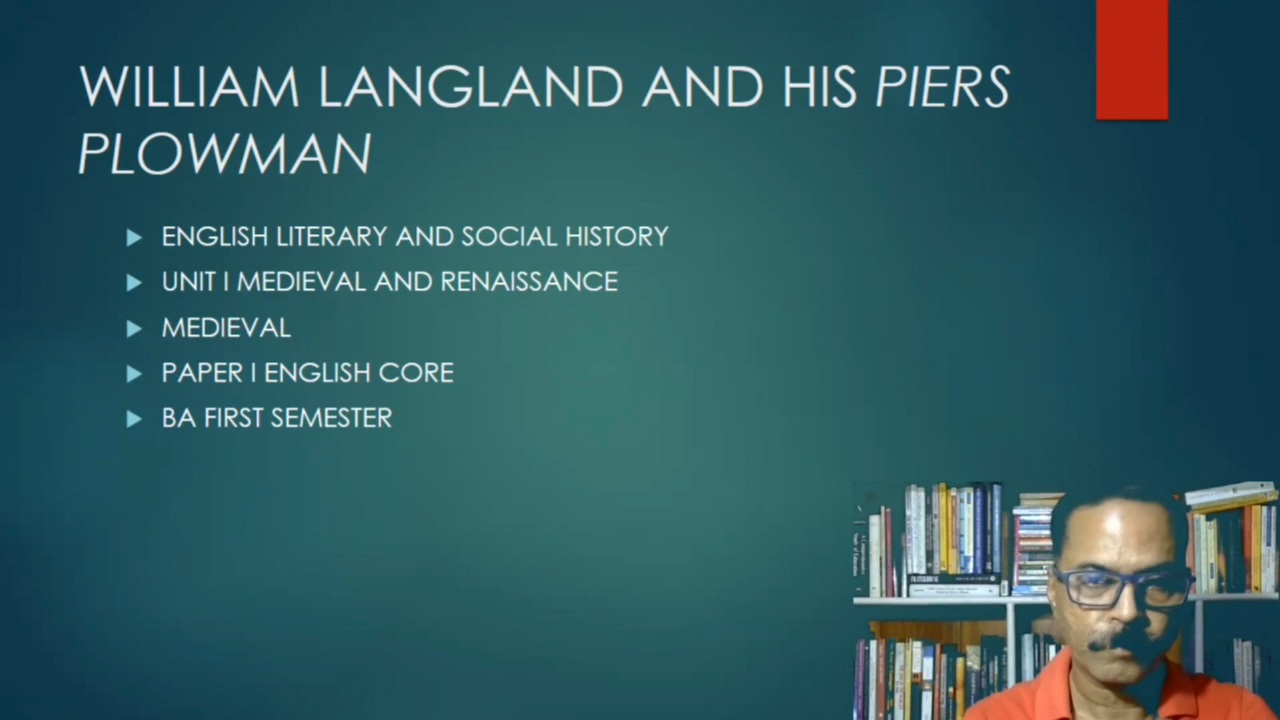 WILLIAM LANGLAND AND HIS PIERS
PLOWMAN
ENGLISH LITERARY AND SOCIAL HISTORY
UNIT I MEDIEVAL AND RENAISSANCE
MEDIEVAL
PAPER I ENGLISH CORE
BA FIRST SEMESTER